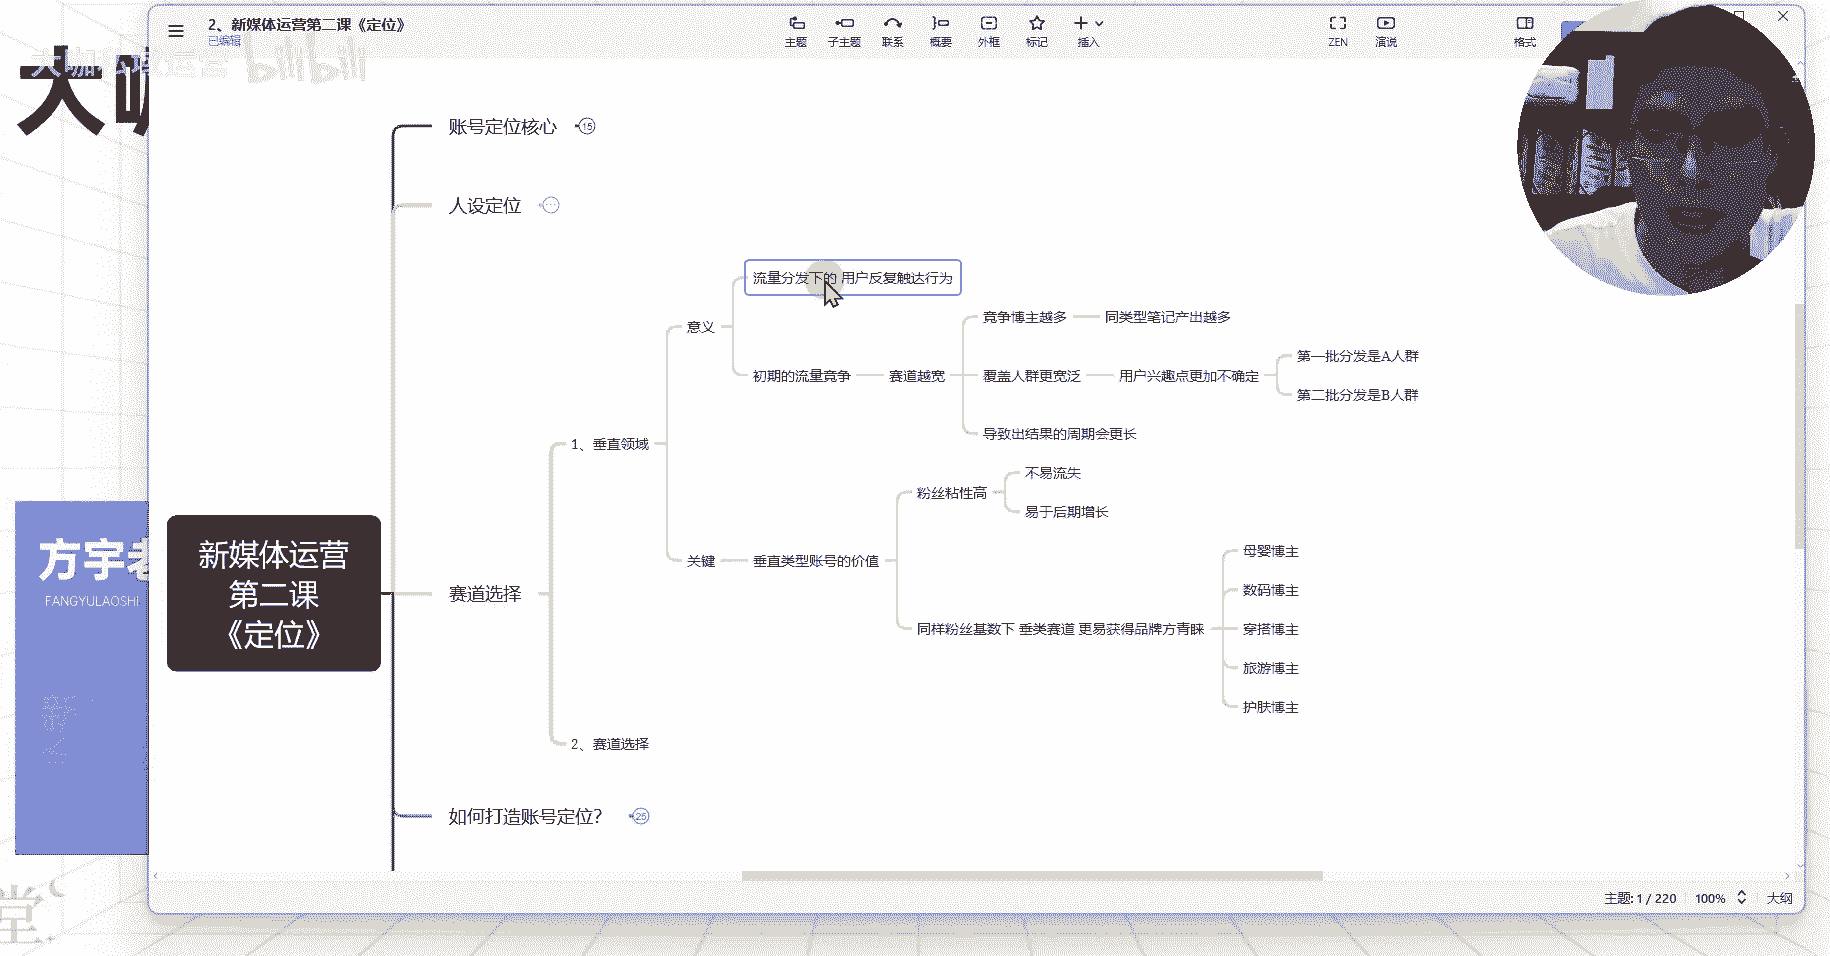 2、新媒体运营第二课《定位》
已编辑
主题
子主题
联系
概要
外框
标记
插入
ZEN
演说
格式
bilibili
大咖
账号定位核心
15
人设定位
流量分发下的 用户反复触达行为
意义
竞争博主越多
同类型笔记产出越多
初期的流量竞争
赛道越宽
覆盖人群更宽泛
用户兴趣点更加不确定
第一批分发是A人群
第二批分发是B人群
导致出结果的周期会更长
1、垂直领域
不易流失
粉丝粘性高
易于后期增长
关键
垂直类型账号的价值
母婴博主
数码博主
同样粉丝基数下 垂类赛道 更易获得品牌方青睐
穿搭博主
旅游博主
护肤博主
方宇老
FANGYULAOSHI
新媒体运营
第二课
《定位》
赛道选择
2、赛道选择
如何打造账号定位？
25
堂
主题: 1 / 220
100%
大纲